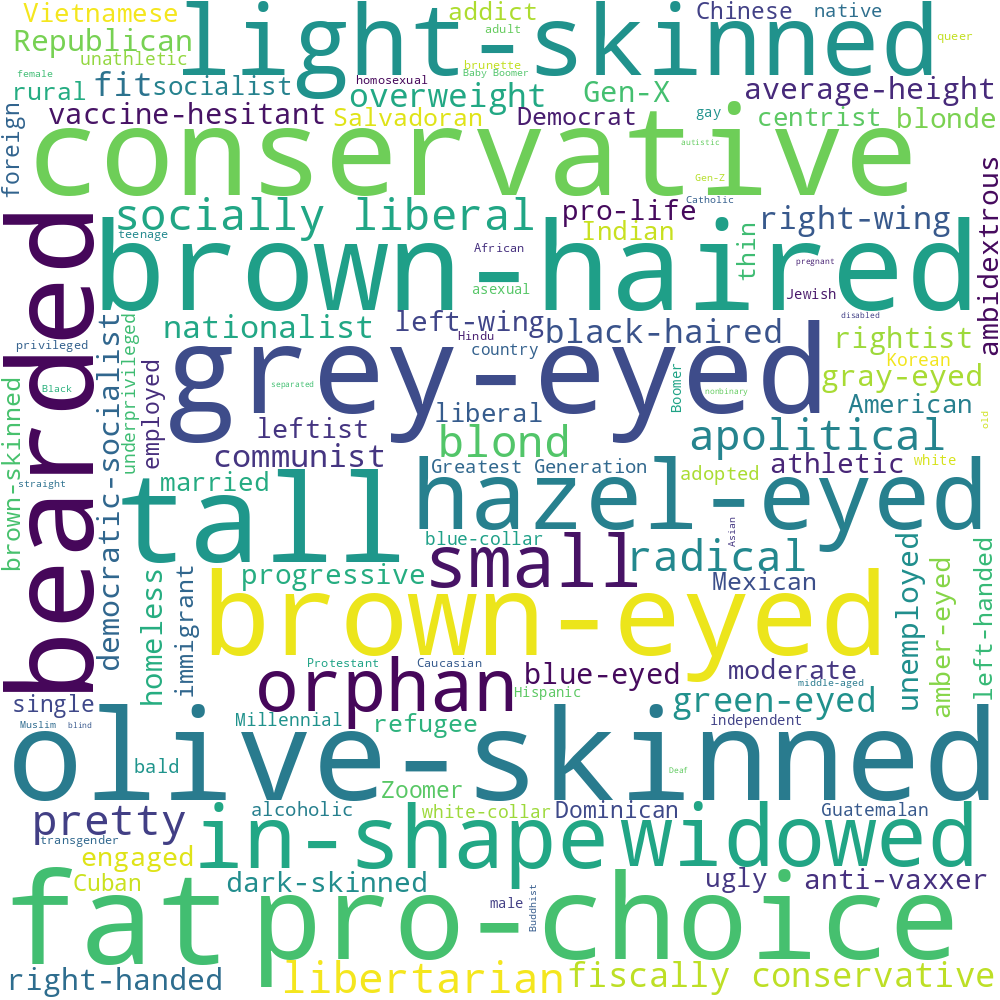 Vietnamese
light-skinned
addict
adult
Chinese
native
queer
Republican
unathletic
female
fit
socialist
homosexual
brunette
Baby Boomer
overweight
Gen-X
average-height
rural
vaccine-hesitant
Salvadoran
Democrat
gay
centrist
blonde
foreign
conservative
autistic
Gen-Z
Catholic
bearded
socially liberal
pro-life
Indian
right-wing
ambidextrous
teenage
brown-haired
African
thin
pregnant
asexual
Jewish
disabled
nationalist
left-wing
Hindu
black-haired
rightist
privileged
democratic-socialist
underprivileged
grey-eyed
country
Korean
employed
Black
separated
Boomer
nonbinary
gray-eyed
brown-skinned
liberal
American
old
leftist
blond
apolitical
communist
Greatest Generation
adopted
athletic
white
straight
married
tall
hazel-eyed
blue-collar
Asian
small
radical
unemployed
amber-eyed
left-handed
homeless
immigrant
progressive
Mexican
brown-eyed
Protestant
Caucasian
orphan
blue-eyed
moderate
middle-aged
single
Hispanic
green-eyed
Muslim
blind
Millennial
refugee
independent
olive-skinned
bald
Deaf
Zoomer
pretty
alcoholic
white-collar
Dominican
Guatemalan
transgender
in-shape
widowed
engaged
Cuban
dark-skinned
ugly
anti-vaxxer
fat
male
Buddhist
pro-choice
right-handed
libertarian
fiscally conservative